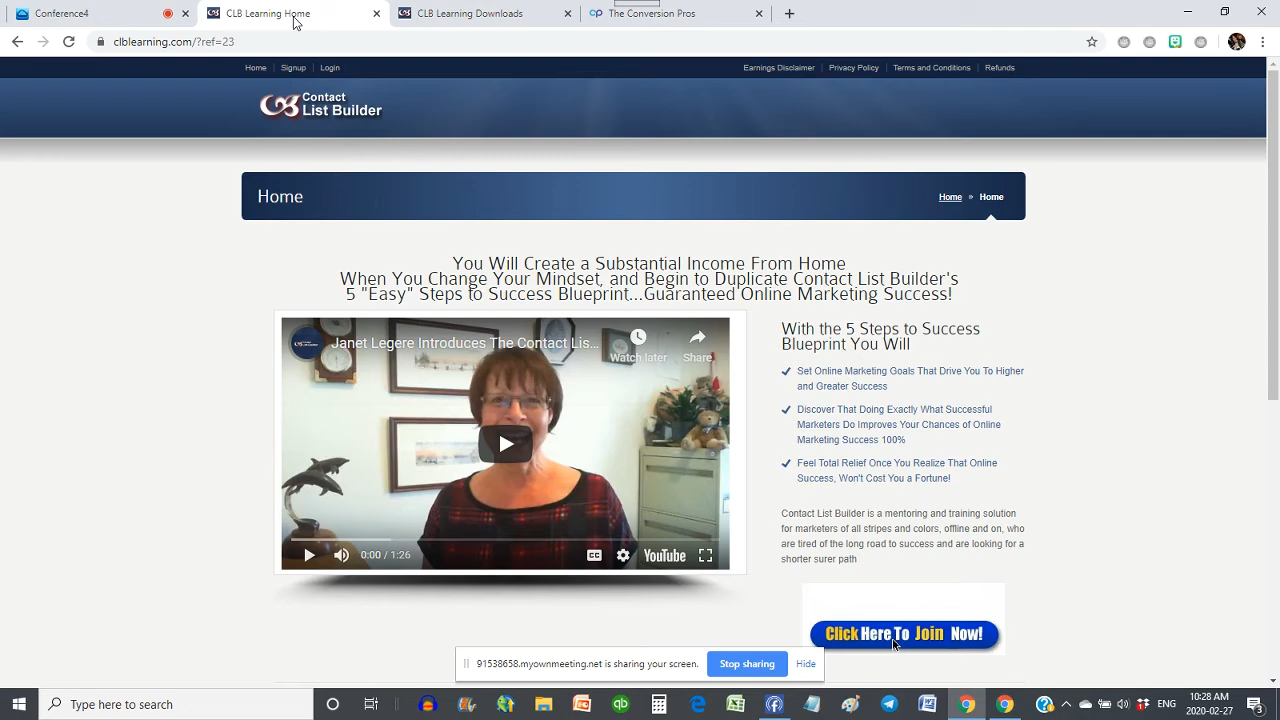 Conference4
CLB Learning Home
CLB Learning Downloads
The Conversion Pros
clblearning.com/?ref=23
Home
Signup
Login
Earnings Disclaimer
Privacy Policy
Terms and Conditions
Refunds
Contact
List Builder
Home
Home » Home
You Will Create a Substantial Income From Home
When You Change Your Mindset, and Begin to Duplicate Contact List Builder's
5 "Easy" Steps to Success Blueprint...Guaranteed Online Marketing Success!
Janet Legere Introduces The Contact Lis...
Watch later
Share
0:00 / 1:26
CC
YouTube
With the 5 Steps to Success
Blueprint You Will
Set Online Marketing Goals That Drive You To Higher
and Greater Success
Discover That Doing Exactly What Successful
Marketers Do Improves Your Chances of Online
Marketing Success 100%
Feel Total Relief Once You Realize That Online
Success, Won't Cost You a Fortune!
Contact List Builder is a mentoring and training solution
for marketers of all stripes and colors, offline and on, who
are tired of the long road to success and are looking for a
shorter surer path
Click Here To Join Now!
91538658.myownmeeting.net is sharing your screen.
Stop sharing
Hide
Type here to search
ENG
10:28 AM
2020-02-27
3